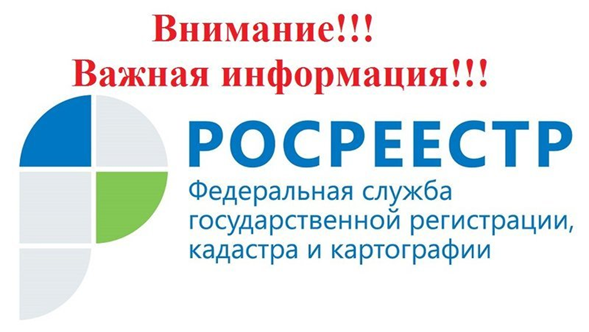 Внимание!!!
Важная информация!!!
РОСРЕЕСТР
Федеральная служба
государственной регистрации,
кадастра и картографии